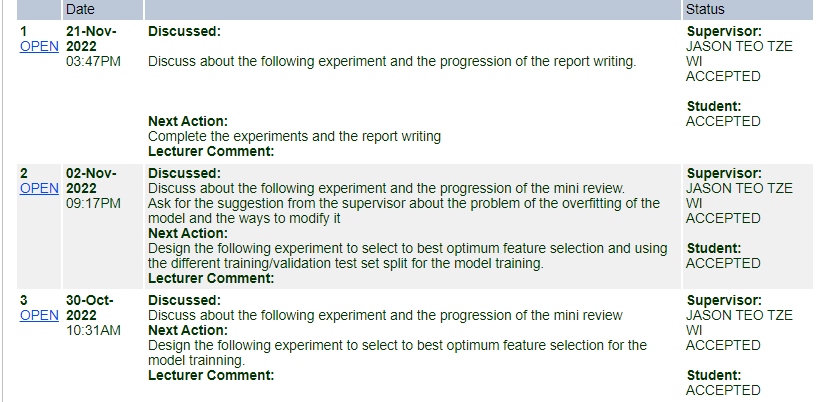 Date Status
1 21-Nov- Discussed: Supervisor:
OPEN 2022 JASON TEO TZE
03:47PM Discuss about the following experiment and the progression of the report writing. WI
ACCEPTED
Student:
Next Action: ACCEPTED
Complete the experiments and the report writing
Lecturer Comment:
2 02-Nov- Discussed: Supervisor:
OPEN 2022 Discuss about the following experiment and the progression of the mini review. JASON TEO TZE
09:17PM Ask for the suggestion from the supervisor about the problem of the overfitting of the WI
model and the ways to modify it ACCEPTED
Next Action:
Design the following experiment to select to best optimum feature selection and using Student:
the different training/validation test set split for the model training. ACCEPTED
Lecturer Comment:
3 30-Oct- Discussed: Supervisor:
OPEN 2022 Discuss about the following experiment and the progression of the mini review JASON TEO TZE
10:31AM Next Action: WI
Design the following experiment to select to best optimum feature selection for the ACCEPTED
model trainning.
Lecturer Comment: Student:
ACCEPTED